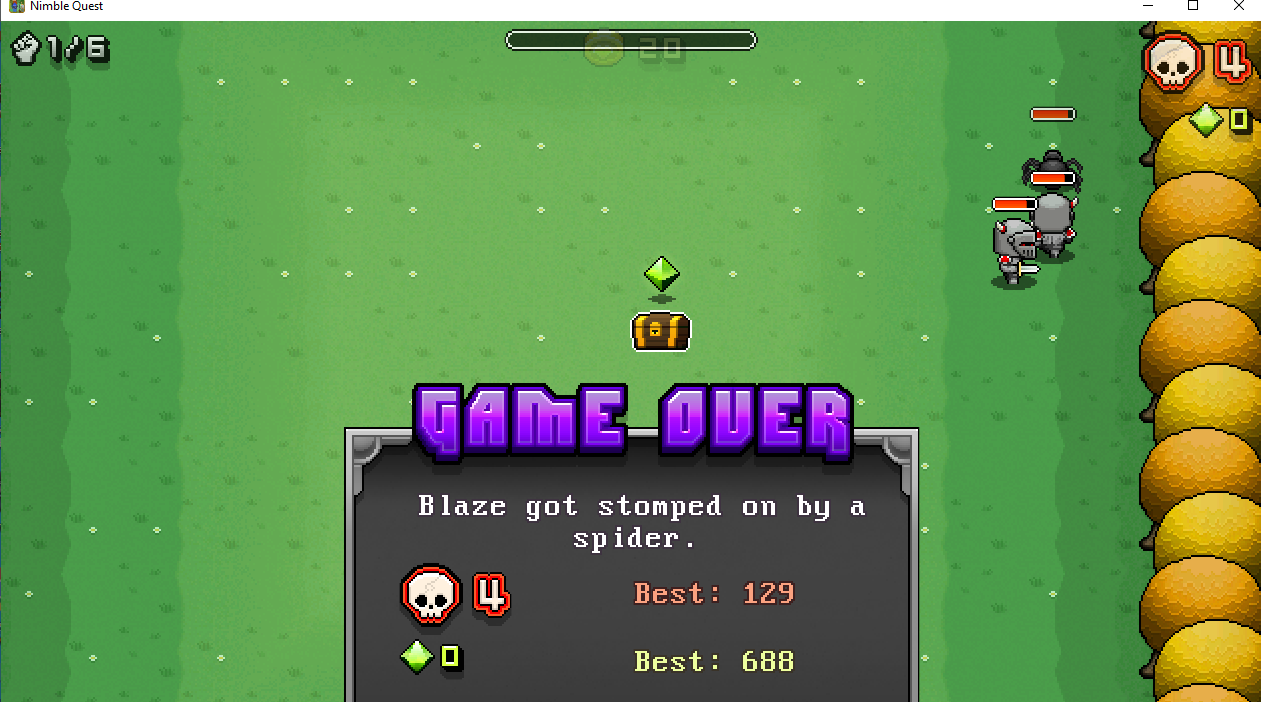 Nimble Quest
1/6
20
4
0
GAME OVER
Blaze got stomped on by a
spider.
4 Best: 129
0 Best: 688